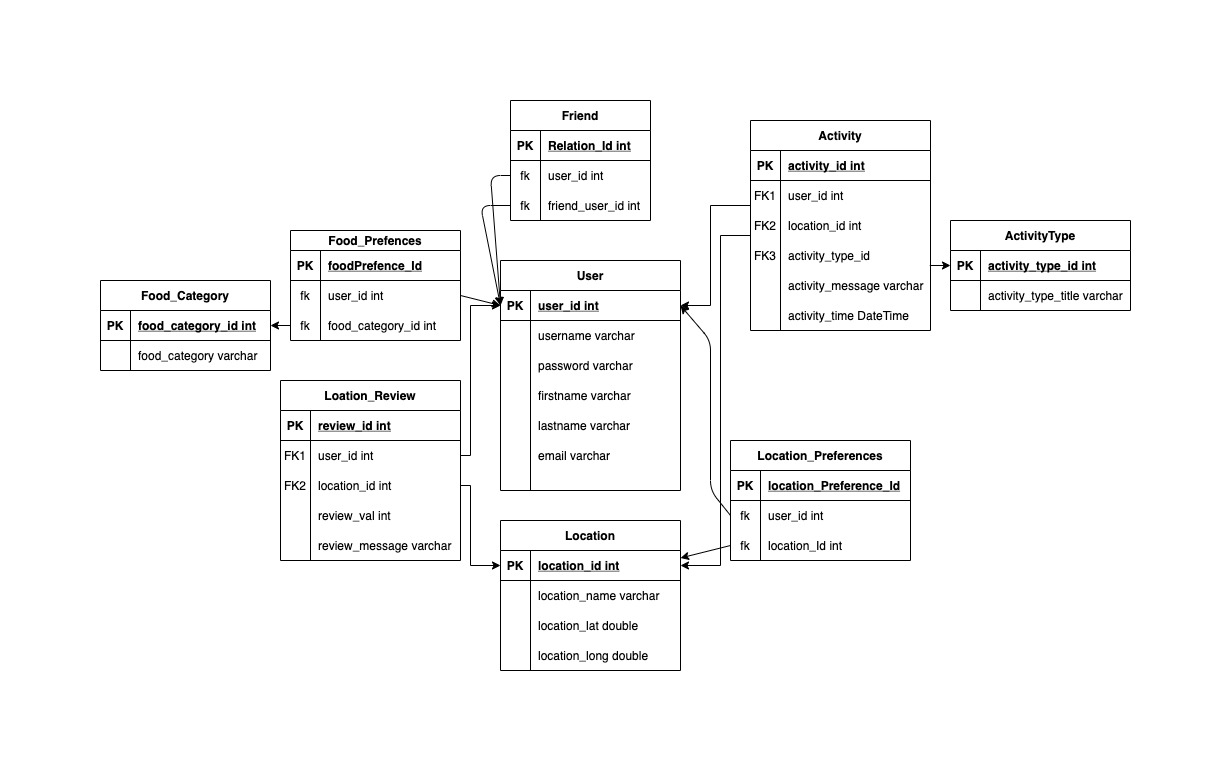 Friend
PK Relation_Id int
fk user_id int
fk friend_user_id int
Activity
PK activity_id int
FK1 user_id int
FK2 location_id int
FK3 activity_type_id
activity_message varchar
activity_time DateTime
ActivityType
PK activity_type_id int
activity_type_title varchar
Food_Prefences
PK foodPrefence_Id
fk user_id int
fk food_category_id int
Food_Category
PK food_category_id int
food_category varchar
User
PK user_id int
username varchar
password varchar
firstname varchar
lastname varchar
email varchar
Loation_Review
PK review_id int
FK1 user_id int
FK2 location_id int
review_val int
review_message varchar
Location_Preferences
PK location_Preference_Id
fk user_id int
fk location_Id int
Location
PK location_id int
location_name varchar
location_lat double
location_long double